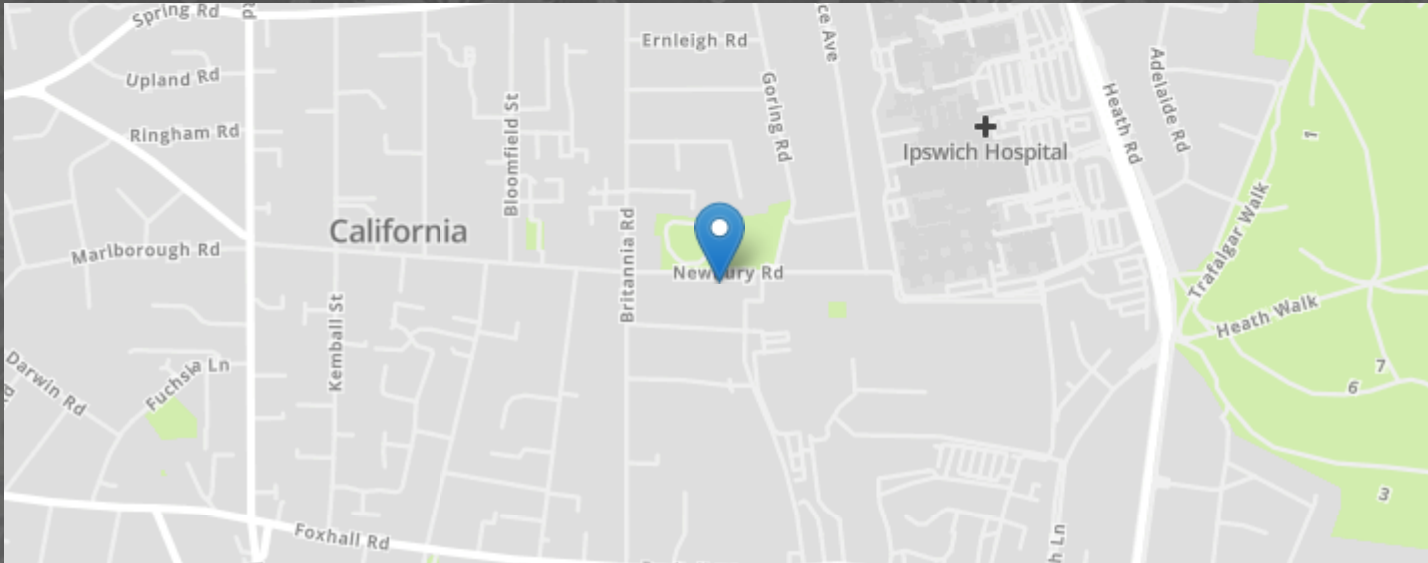 Spring Rd
Ernleigh Rd
Upland Rd
Goring Rd
Adelaide Rd
Heath Rd
Ringham Rd
Bloomfield St
Ipswich Hospital
1
California
Marlborough Rd
Britannia Rd
Newbury Rd
Trafalgar Walk
Heath Walk
Kemball St
Darwin Rd
Fuchsia Ln
7
6
3
Foxhall Rd